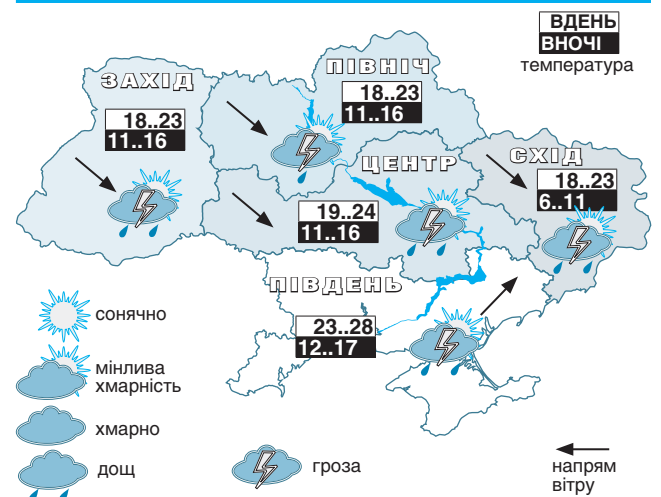 ВДЕНЬ
ВНОЧІ
температура
ПІВНІЧ
18..23
11..16
ЗАХІД
18..23
11..16
ЦЕНТР
19..24
11..16
СХІД
18..23
6..11
ПІВДЕНЬ
23..28
12..17
сонячно
мінлива
хмарність
хмарно
дощ
гроза
напрям
вітру